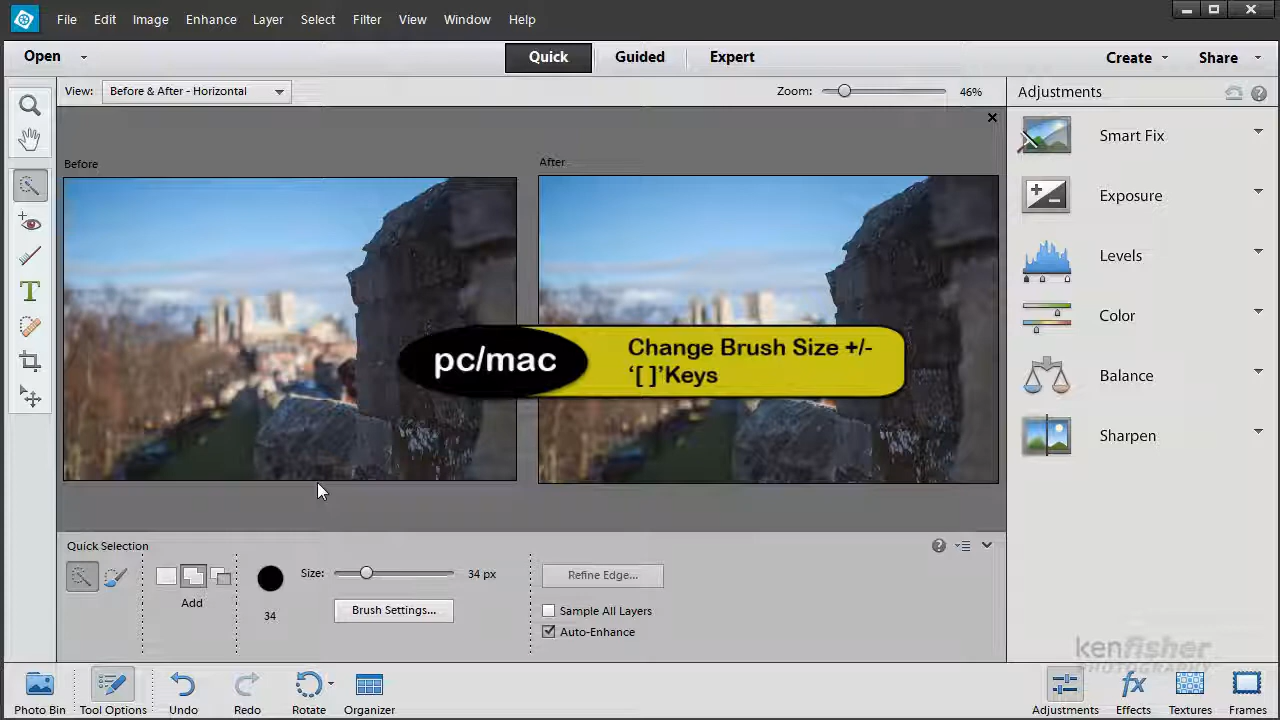 File Edit Image Enhance Layer Select Filter View Window Help
Open Quick Guided Expert Create Share
View: Before & After - Horizontal Zoom: 46% Adjustments
Before After
Smart Fix
Exposure
Levels
Color
Balance
Sharpen
pc/mac
Change Brush Size +/-
‘[ ]’Keys
Quick Selection
Size: 34 px Refine Edge...
Add
34 Brush Settings... Sample All Layers
Auto-Enhance
kenfisher
PHOTOGRAPHY
Photo Bin Tool Options Undo Redo Rotate Organizer Adjustments Effects Textures Frames